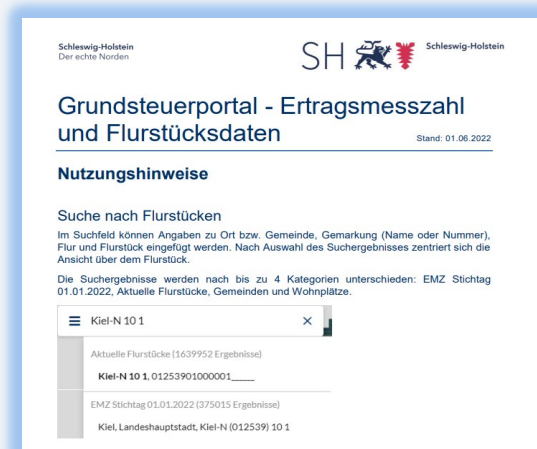 Schleswig-Holstein
Der echte Norden
SH
Schleswig-Holstein
Grundsteuerportal - Ertragsmesszahl
und Flurstücksdaten
Stand: 01.06.2022
Nutzungshinweise
Suche nach Flurstücken
Im Suchfeld können Angaben zu Ort bzw. Gemeinde, Gemarkung (Name oder Nummer),
Flur und Flurstück eingefügt werden. Nach Auswahl des Suchergebnisses zentriert sich die
Ansicht über dem Flurstück.
Die Suchergebnisse werden nach bis zu 4 Kategorien unterschieden: EMZ Stichtag
01.01.2022, Aktuelle Flurstücke, Gemeinden und Wohnplätze.
Kiel-N 10 1
Aktuelle Flurstücke (1639952 Ergebnisse)
Kiel-N 10 1, 01253901000001_____
EMZ Stichtag 01.01.2022 (375015 Ergebnisse)
Kiel, Landeshauptstadt, Kiel-N (012539) 10 1